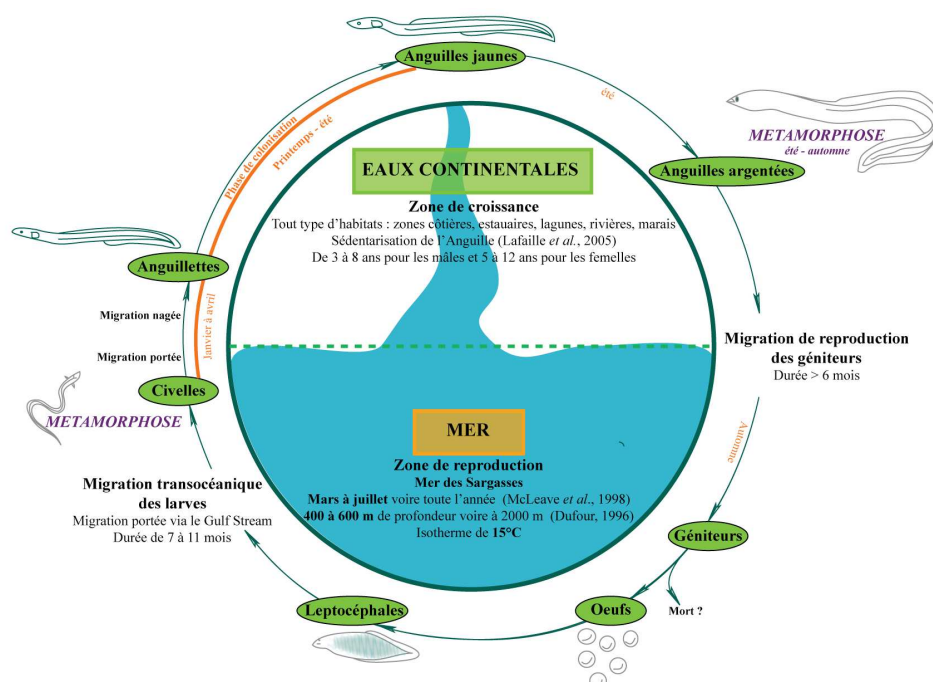 Anguilles jaunes
été
METAMORPHOSE
été - automne
Anguilles argentées
Phase de colonisation
Printemps - été
EAUX CONTINENTALES
Zone de croissance
Tout type d'habitats : zones côtières, estauaires, lagunes, rivières, marais
Sédentarisation de l'Anguille (Lafaille et al., 2005)
De 3 à 8 ans pour les mâles et 5 à 12 ans pour les femelles
Anguillettes
Migration nagée
Janvier à avril
Migration portée
Civelles
METAMORPHOSE
Migration de reproduction
des géniteurs
Durée > 6 mois
Automne
MER
Zone de reproduction
Mer des Sargasses
Mars à juillet voire toute l'année (McLeave et al., 1998)
400 à 600 m de profondeur voire à 2000 m (Dufour, 1996)
Isotherme de 15°C
Migration transocéanique
des larves
Migration portée via le Gulf Stream
Durée de 7 à 11 mois
Géniteurs
Mort ?
Oeufs
Leptocéphales